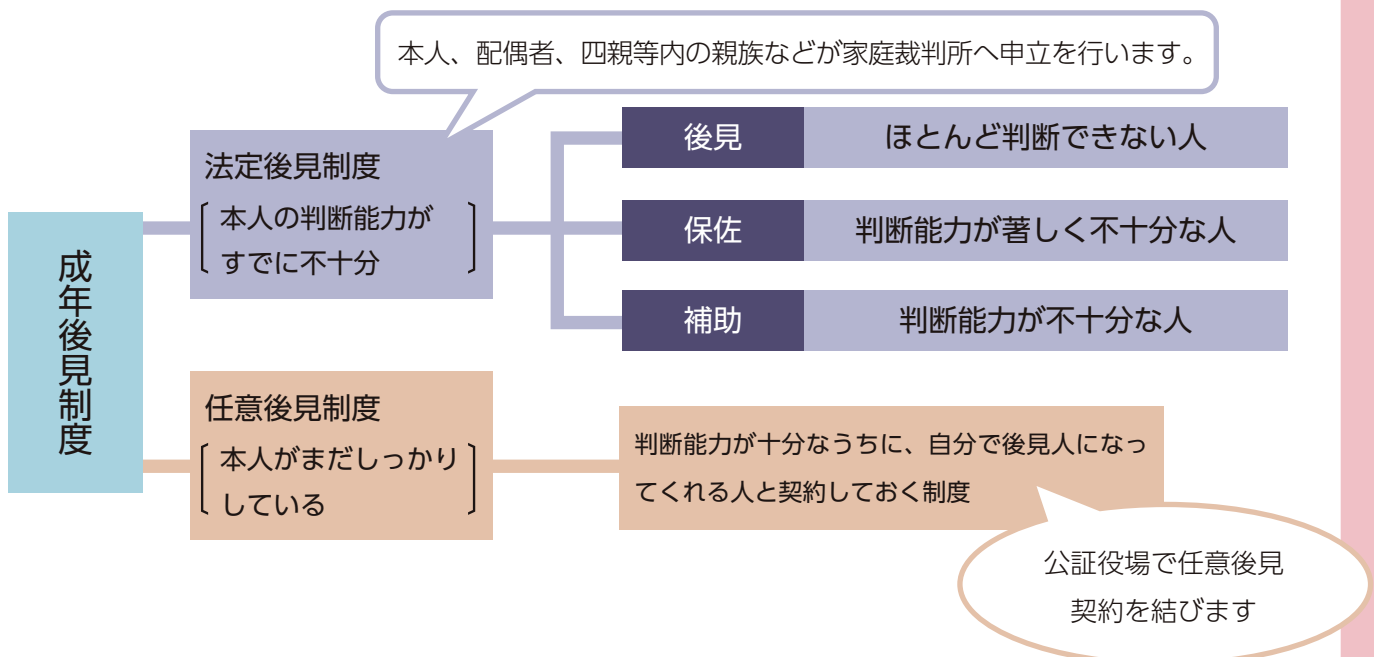 本人、配偶者、四親等内の親族などが家庭裁判所へ申立を行います。
成年後見制度
法定後見制度
本人の判断能力が
すでに不十分
後見
ほとんど判断できない人
保佐
判断能力が著しく不十分な人
補助
判断能力が不十分な人
任意後見制度
本人がまだしっかり
している
判断能力が十分なうちに、自分で後見人になっ
てくれる人と契約しておく制度
公証役場で任意後見
契約を結びます